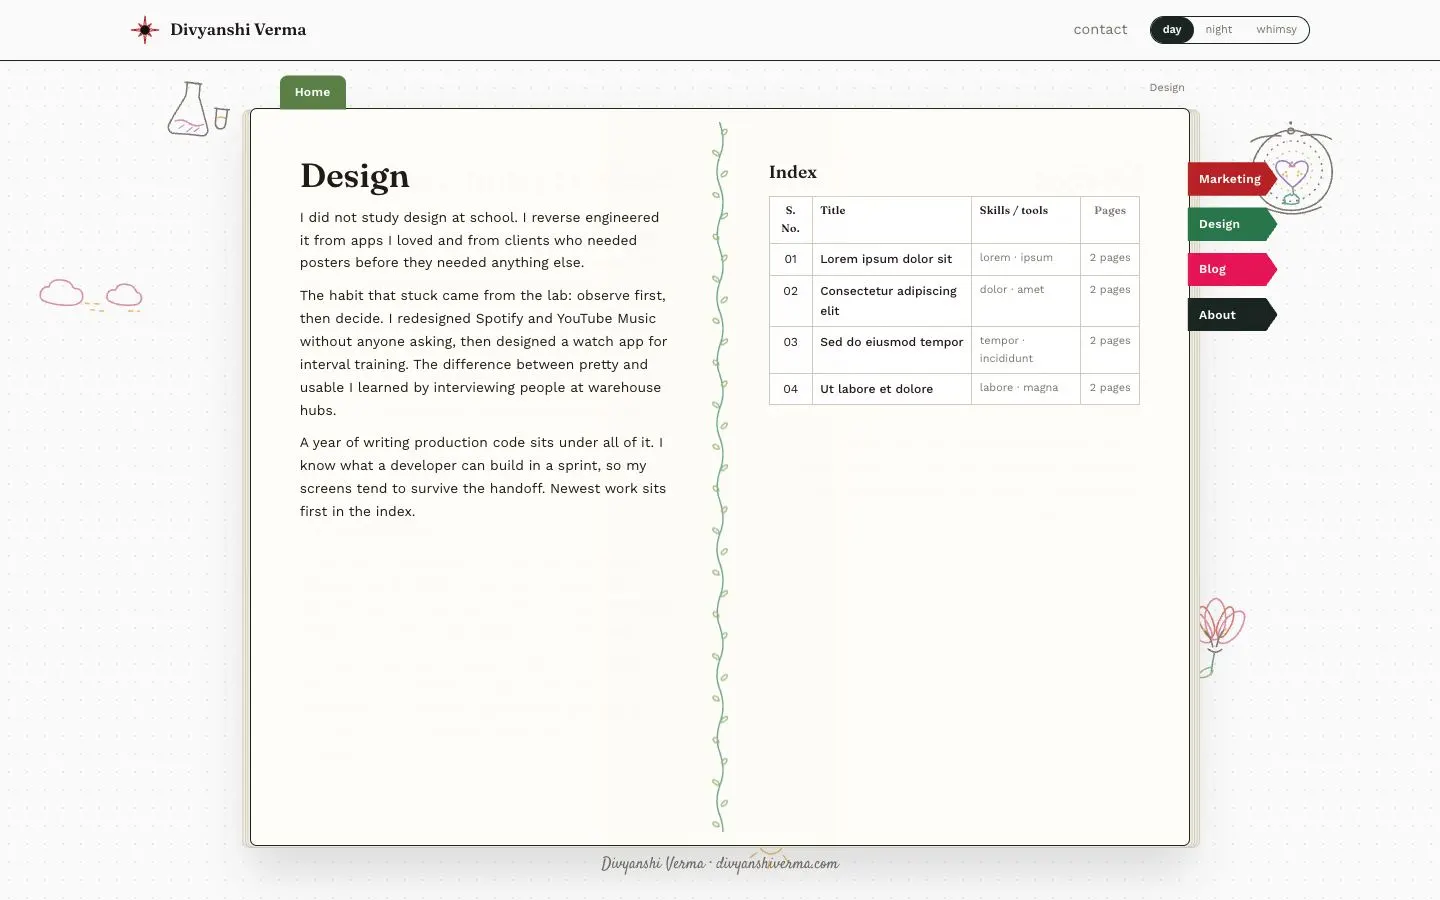 Divyanshi Verma
contact
day night whimsy
Home
Design
Design
I did not study design at school. I reverse engineered
it from apps I loved and from clients who needed
posters before they needed anything else.
The habit that stuck came from the lab: observe first,
then decide. I redesigned Spotify and YouTube Music
without anyone asking, then designed a watch app for
interval training. The difference between pretty and
usable I learned by interviewing people at warehouse
hubs.
A year of writing production code sits under all of it. I
know what a developer can build in a sprint, so my
screens tend to survive the handoff. Newest work sits
first in the index.
Index
S. No. Title Skills / tools Pages
01 Lorem ipsum dolor sit lorem · ipsum 2 pages
02 Consectetur adipiscing elit dolor · amet 2 pages
03 Sed do eiusmod tempor tempor · incididunt 2 pages
04 Ut labore et dolore labore · magna 2 pages
Marketing
Design
Blog
About
Divyanshi Verma · divyanshiverma.com